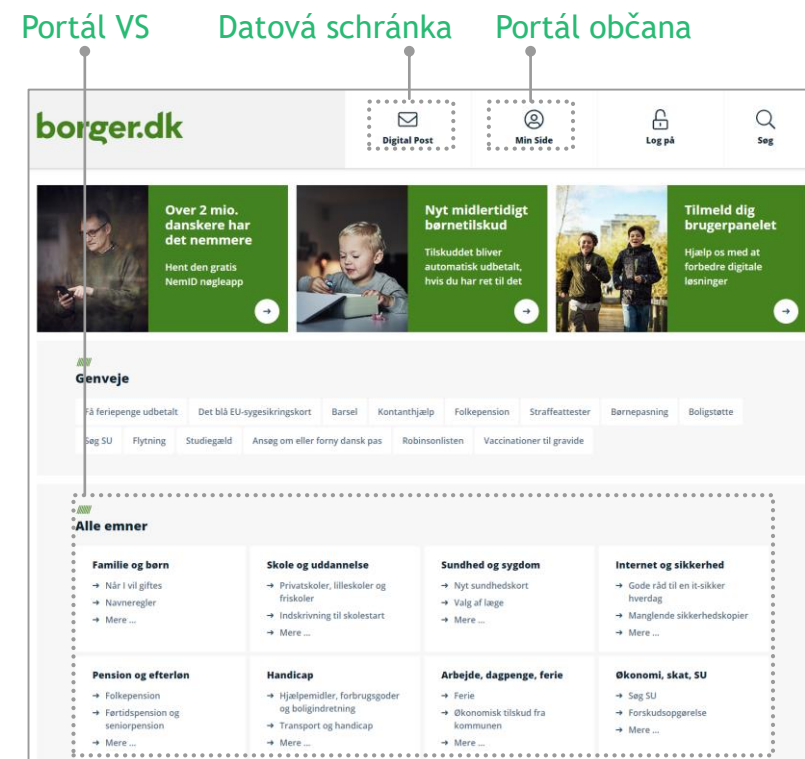 Portál VS Datová schránka Portál občana
borger.dk
Digital Post Min Side Log på Søg
Over 2 mio.
danskere har
det nemmere
Hent den gratis
NemID nøgleapp
Nyt midlertidigt
børnetilskud
Tilskuddet bliver
automatisk udbetalt,
hvis du har ret til det
Tilmeld dig
brugerpanelet
Hjælp os med at
forbedre digitale
løsninger
Genveje
Få feriepenge udbetalt Det blå EU-sygesikringskort Barsel Kontanthjælp Folkepension Straffeattester Børnepasning Boligstøtte
Søg SU Flytning Studiegæld Ansøg om eller forny dansk pas Robinsonlisten Vaccinationer til gravide
Alle emner
Familie og børn
→ Når I vil giftes
→ Navneregler
→ Mere ...
Skole og uddannelse
→ Privatskoler, lilleskoler og
friskoler
→ Indskrivning til skolestart
→ Mere ...
Sundhed og sygdom
→ Nyt sundhedskort
→ Valg af læge
→ Mere ...
Internet og sikkerhed
→ Gode råd til en it-sikker
hverdag
→ Manglende sikkerhedskopier
→ Mere ...
Pension og efterløn
→ Folkepension
→ Førtidspension og
seniorpension
→ Mere ...
Handicap
→ Hjælpemidler, forbrugsgoder
og boligindretning
→ Transport og handicap
→ Mere ...
Arbejde, dagpenge, ferie
→ Ferie
→ Økonomisk tilskud fra
kommunen
→ Mere ...
Økonomi, skat, SU
→ Søg SU
→ Forskudsopgørelse
→ Mere ...